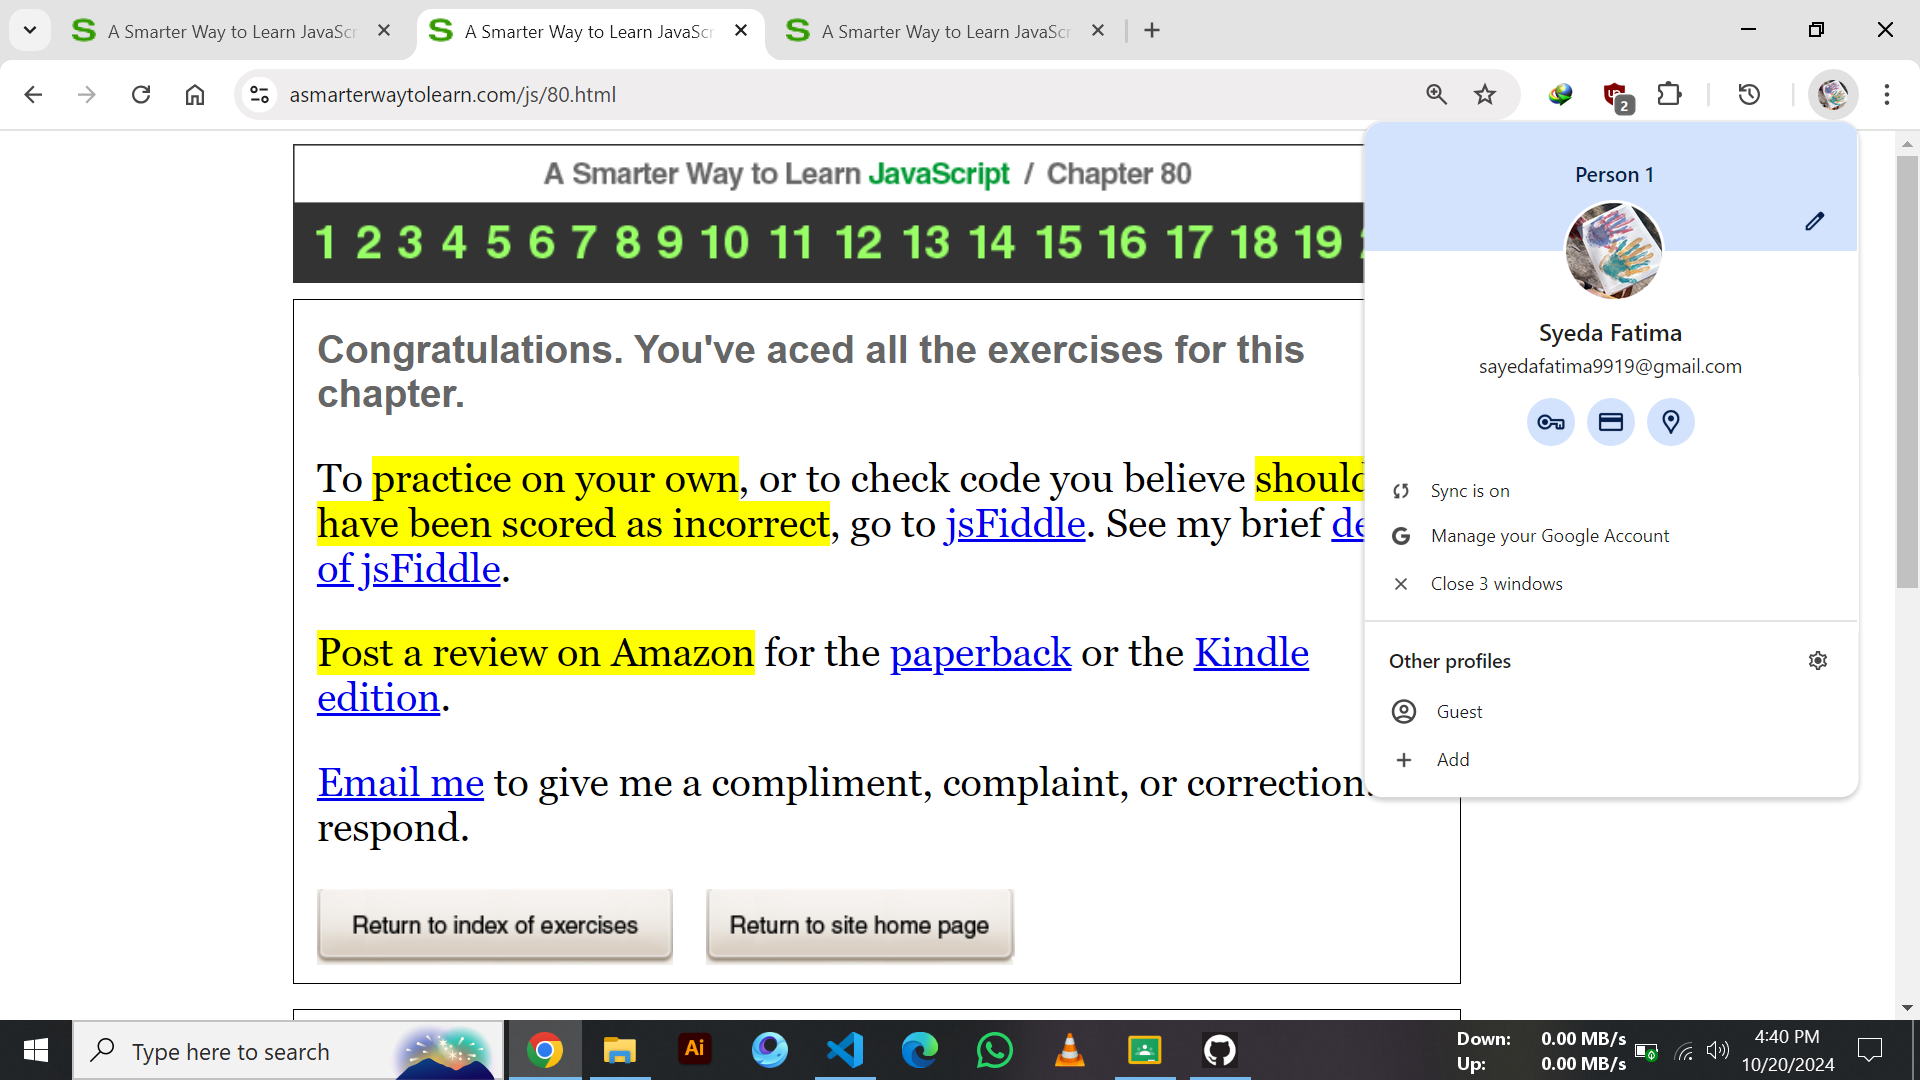 A Smarter Way to Learn JavaScr
A Smarter Way to Learn JavaScr
A Smarter Way to Learn JavaScr
asmarterwaytolearn.com/js/80.html
2
A Smarter Way to Learn JavaScript / Chapter 80
1 2 3 4 5 6 7 8 9 10 11 12 13 14 15 16 17 18 19
Congratulations. You've aced all the exercises for this
chapter.
To practice on your own, or to check code you believe should
have been scored as incorrect, go to jsFiddle. See my brief de
of jsFiddle.
Post a review on Amazon for the paperback or the Kindle
edition.
Email me to give me a compliment, complaint, or correction.
respond.
Return to index of exercises
Return to site home page
Person 1
Syeda Fatima
sayedafatima9919@gmail.com
Sync is on
G Manage your Google Account
Close 3 windows
Other profiles
Guest
Add
Type here to search
Ai
Down: 0.00 MB/s
Up: 0.00 MB/s
4:40 PM
10/20/2024